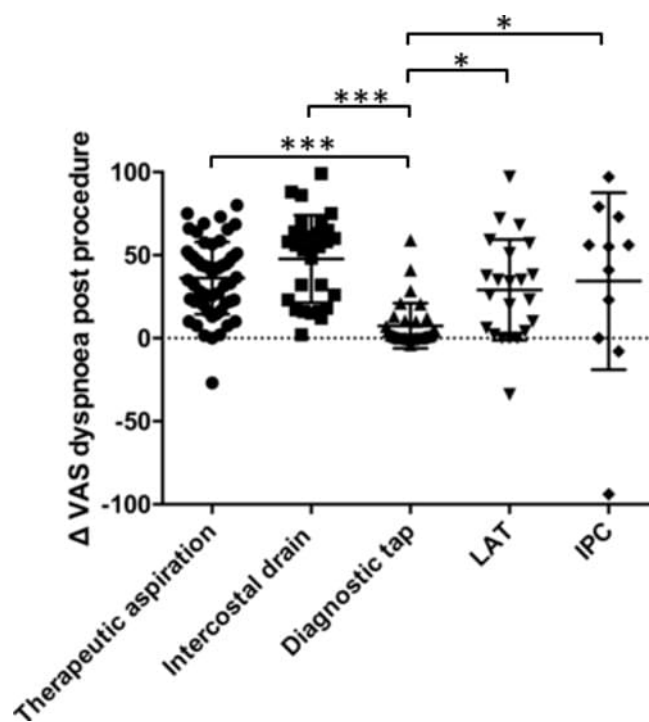 *
*
***
***
Δ VAS dyspnoea post procedure
100
50
0
-50
-100
Therapeutic aspiration
Intercostal drain
Diagnostic tap
LAT
IPC